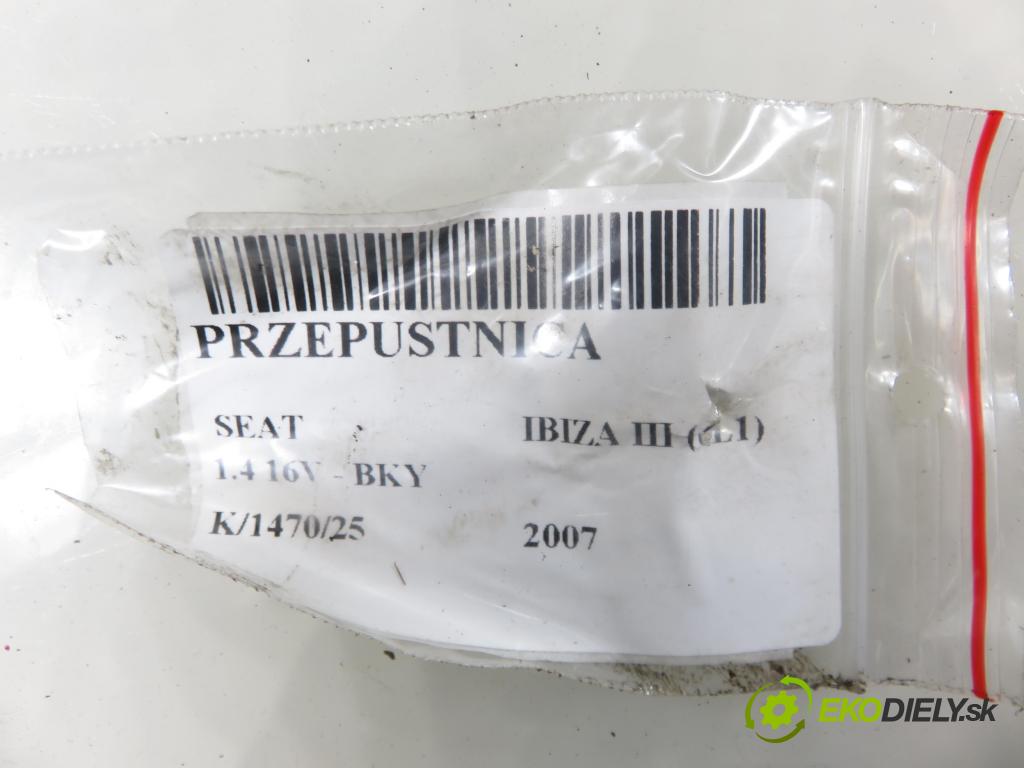 PRZEPUSTNICA
SEAT IBIZA III
1.4 16V - BKY
K/1470/25 2007
EKODIELY.sk